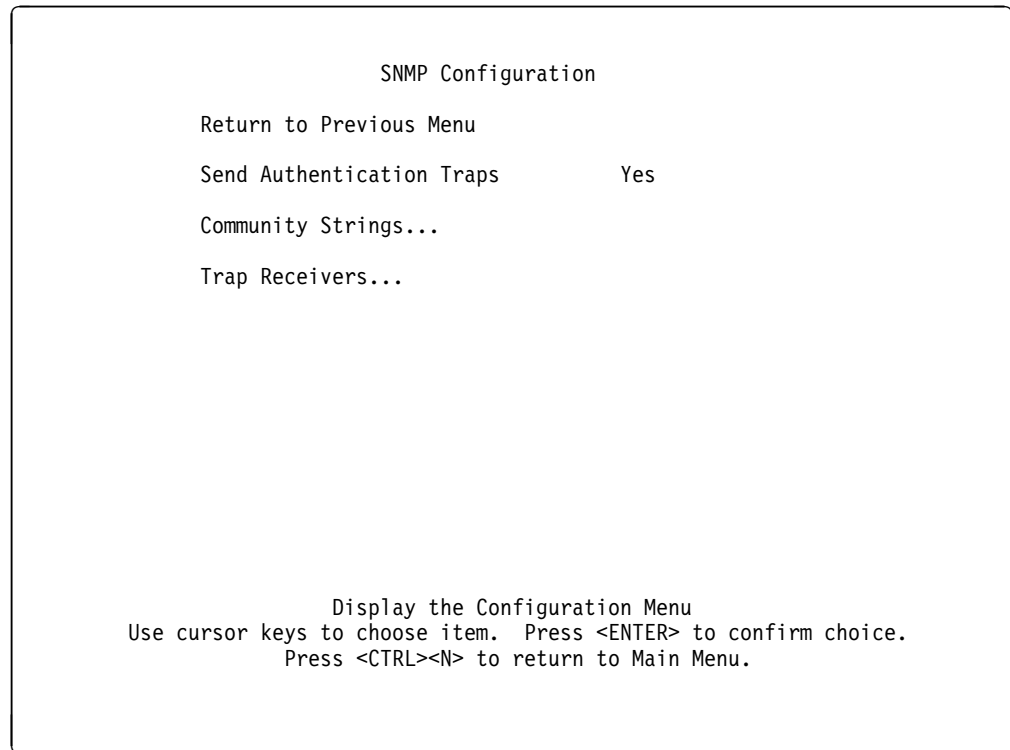 SNMP Configuration
Return to Previous Menu
Send Authentication Traps Yes
Community Strings...
Trap Receivers...
Display the Configuration Menu
Use cursor keys to choose item. Press <ENTER> to confirm choice.
Press <CTRL><N> to return to Main Menu.